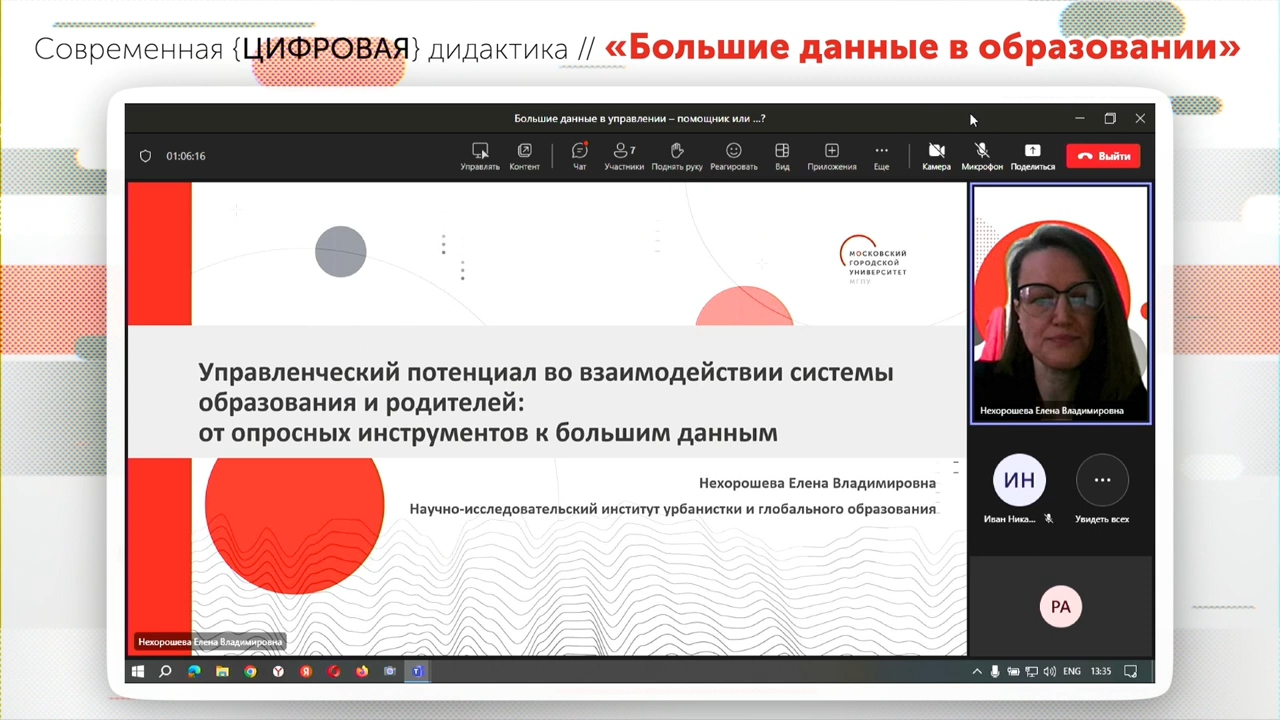 Современная {ЦИФРОВАЯ} дидактика // «Большие данные в образовании»
Большие данные в управлении – помощник или ...?
01:06:16
Управлять
Контент
Чат
7
Участники
Поднять руку
Реагировать
Вид
Приложения
Еще
Камера
Микрофон
Поделиться
Выйти
МОСКОВСКИЙ
ГОРОДСКОЙ
УНИВЕРСИТЕТ
МГПУ
Управленческий потенциал во взаимодействии системы
образования и родителей:
от опросных инструментов к большим данным
Нехорошева Елена Владимировна
Научно-исследовательский институт урбанистки и глобального образования
Нехорошева Елена Владимировна
Нехорошева Елена Владимировна
ИН
Иван Ника...
Увидеть всех
РА
ENG
13:35